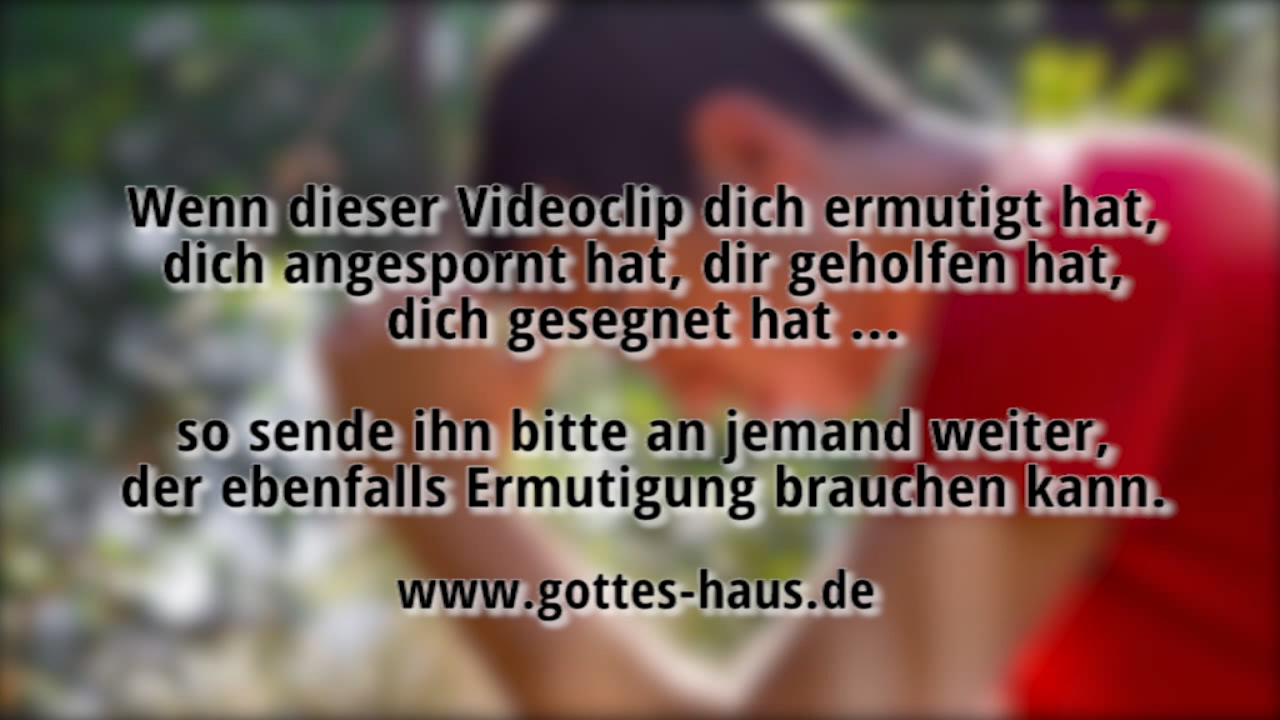 Wenn dieser Videoclip dich ermutigt hat,
dich angespornt hat, dir geholfen hat,
dich gesegnet hat ...
so sende ihn bitte an jemand weiter,
der ebenfalls Ermutigung brauchen kann.
www.gottes-haus.de